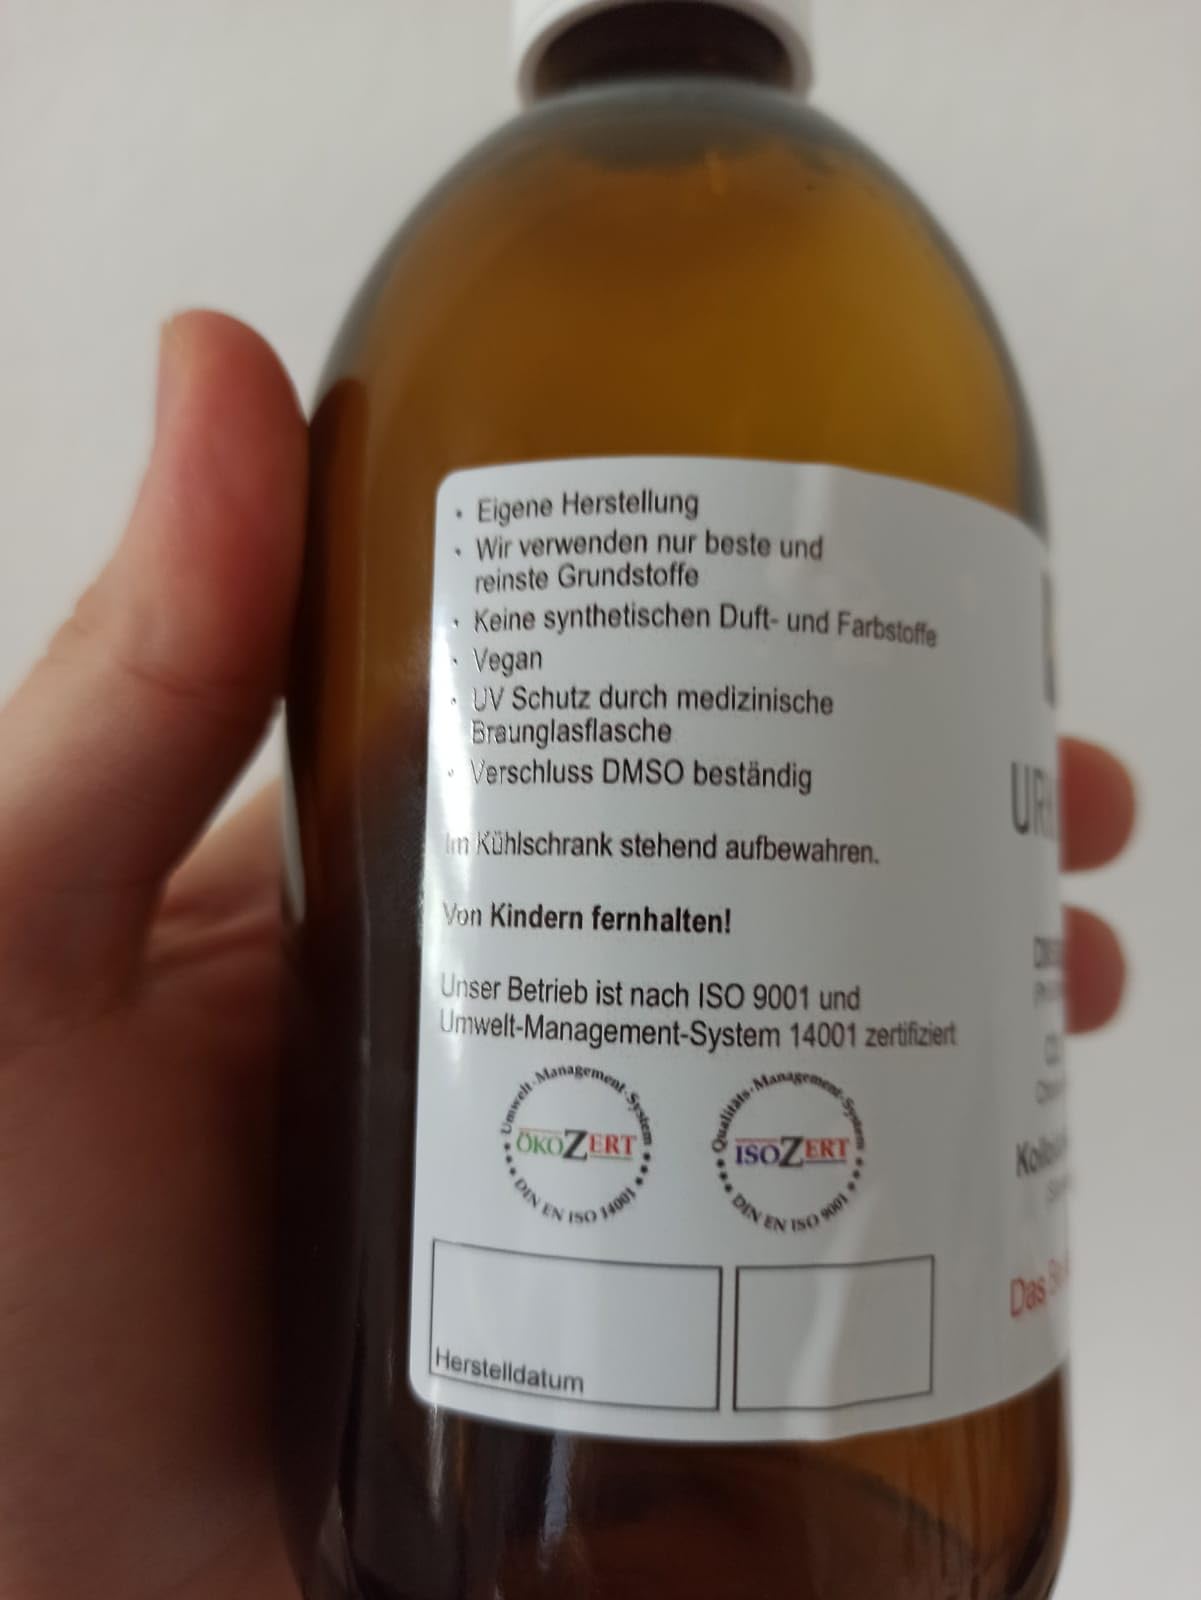 • Eigene Herstellung
• Wir verwenden nur beste und
reinste Grundstoffe
• Keine synthetischen Duft- und Farbstoffe
• Vegan
• UV Schutz durch medizinische
Braunglasflasche
• Verschluss DMSO beständig
Im Kühlschrank stehend aufbewahren.
Von Kindern fernhalten!
Unser Betrieb ist nach ISO 9001 und
Umwelt-Management-System 14001 zertifiziert
Umwelt-Management-System
ÖKOZERT
DIN EN ISO 14001
Qualitäts-Management-System
ISOZERT
DIN EN ISO 9001
Herstelldatum
Das